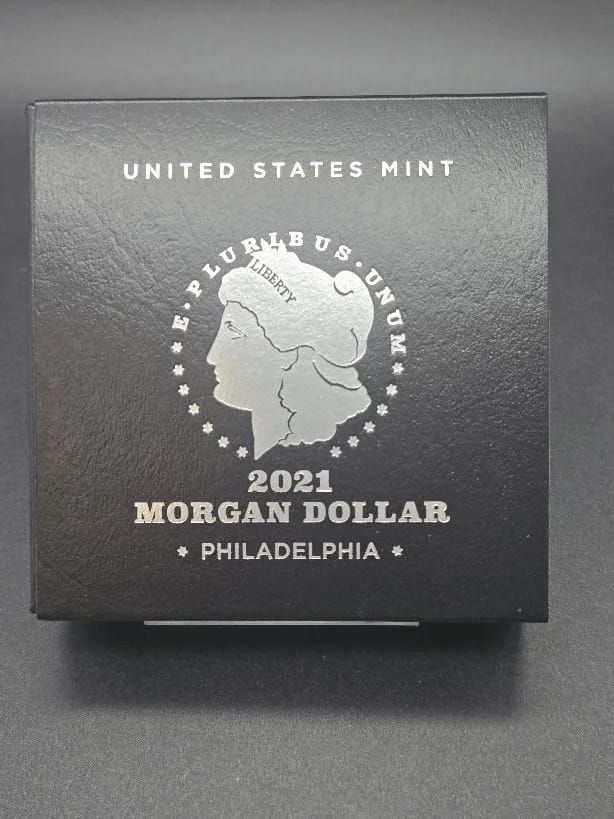 UNITED STATES MINT
E·PLURIBUS·UNUM
LIBERTY
2021
MORGAN DOLLAR
* PHILADELPHIA *